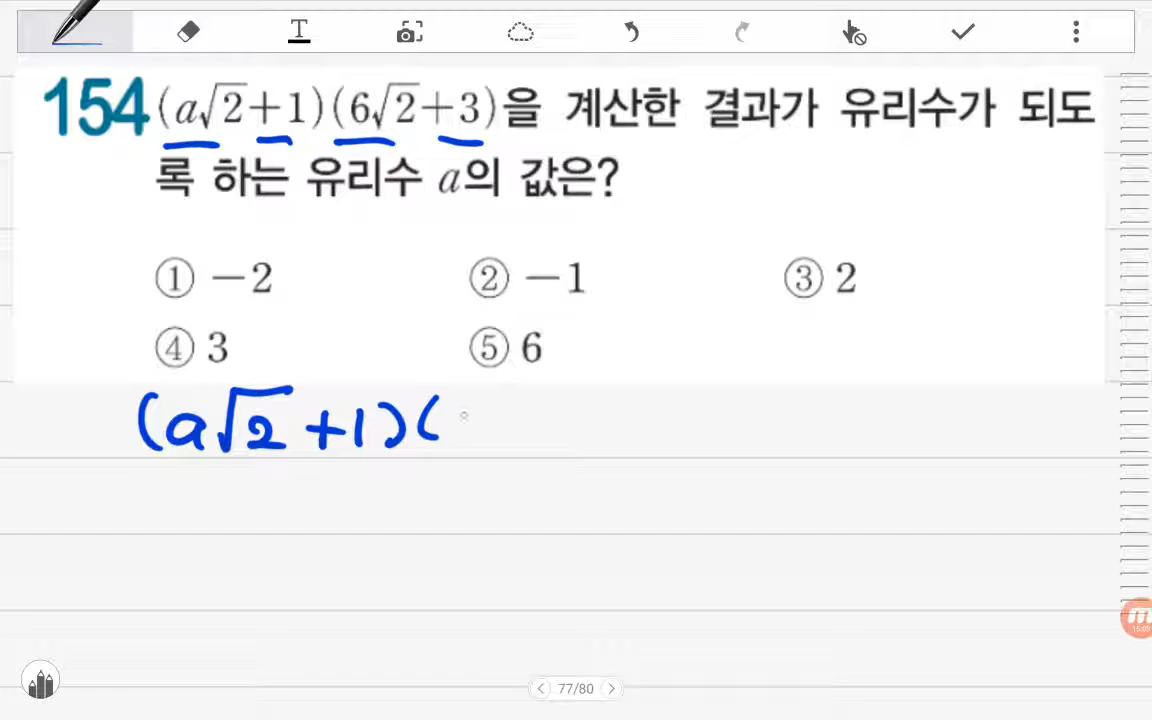 T
154 (a√2+1)(6√2+3)을 계산한 결과가 유리수가 되도
록 하는 유리수 a의 값은?
① −2 ② −1 ③ 2
④ 3 ⑤ 6
(a√2 +1)(
77/80